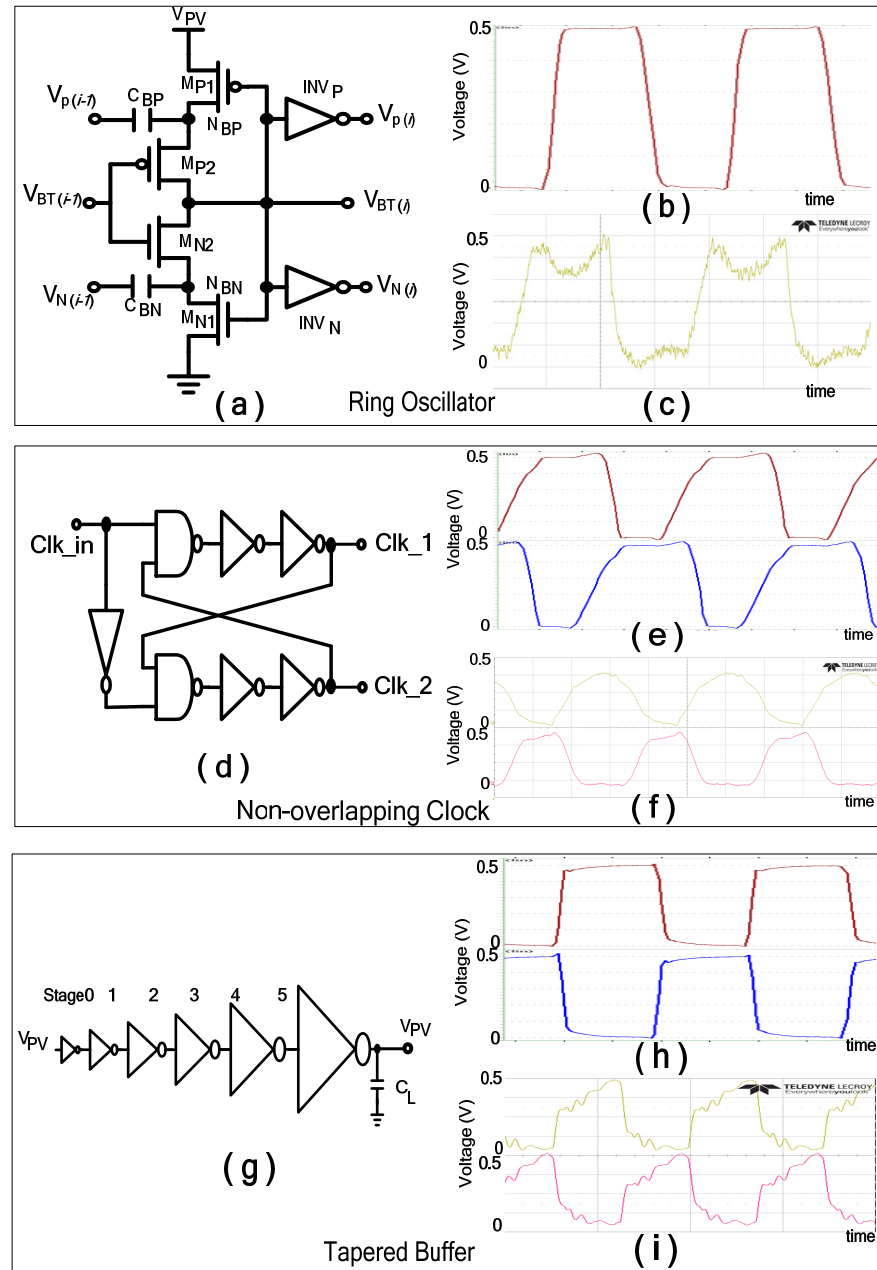 V_PV
M_P1
INV_P
V_p(i-1)
C_BP
V_p(i)
N_BP
M_P2
V_BT(i-1)
V_BT(i)
M_N2
N_BN
V_N(i-1)
C_BN
V_N(i)
M_N1
INV_N
(a)
Ring Oscillator
0.5
Voltage (V)
0
time
(b)
TELEDYNE LECROY
Everywhereyoulook
0.5
Voltage (V)
0
time
(c)
Clk_in
Clk_1
Clk_2
(d)
Non-overlapping Clock
0.5
Voltage (V)
0
0.5
0
time
(e)
TELEDYNE LECROY
Everywhereyoulook
0.5
Voltage (V)
0
0.5
0
time
(f)
Stage0 1 2 3 4 5
V_PV
V_PV
C_L
(g)
Tapered Buffer
0.5
Voltage (V)
0
0.5
0
time
(h)
TELEDYNE LECROY
Everywhereyoulook
0.5
Voltage (V)
0
0.5
0
time
(i)